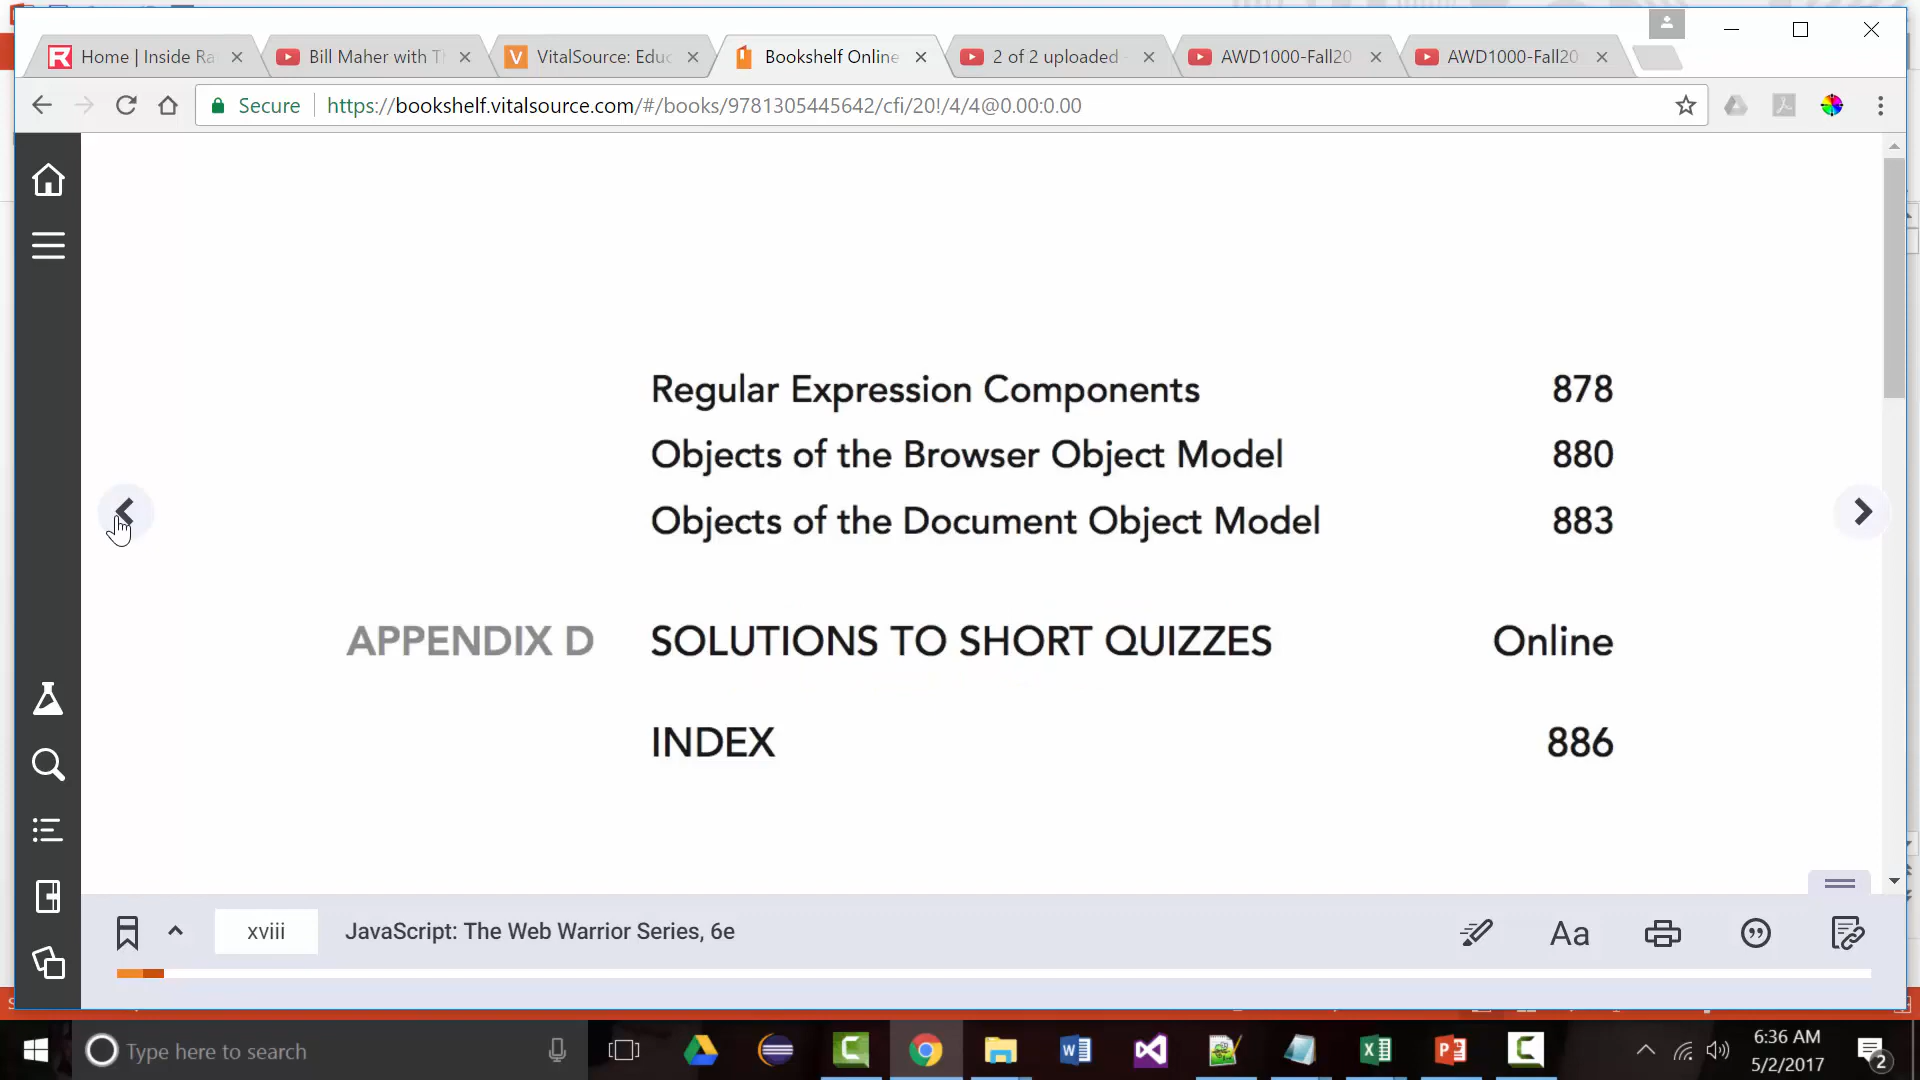 Home | Inside Ra
Bill Maher with T
VitalSource: Educ
Bookshelf Online
2 of 2 uploaded
AWD1000-Fall20
AWD1000-Fall20
Secure
https://bookshelf.vitalsource.com/#/books/9781305445642/cfi/20!/4/4@0.00:0.00
Regular Expression Components 878
Objects of the Browser Object Model 880
Objects of the Document Object Model 883
APPENDIX D SOLUTIONS TO SHORT QUIZZES Online
INDEX 886
xviii
JavaScript: The Web Warrior Series, 6e
Aa
Type here to search
6:36 AM
5/2/2017
2